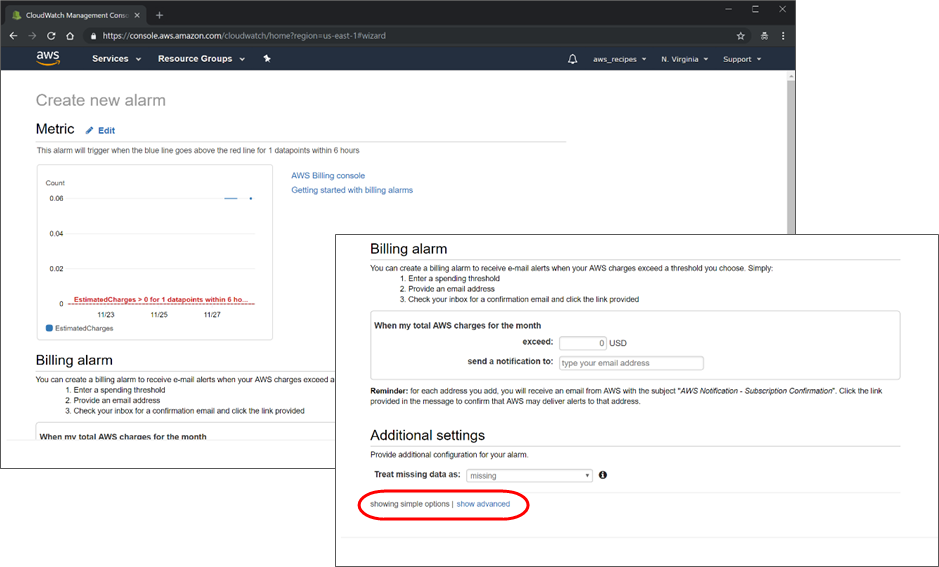 CloudWatch Management Conso
https://console.aws.amazon.com/cloudwatch/home?region=us-east-1#wizard
aws Services Resource Groups aws_recipes N. Virginia Support
Create new alarm
Metric Edit
This alarm will trigger when the blue line goes above the red line for 1 datapoints within 6 hours
Count
0.06
0.04
0.02
0
EstimatedCharges > 0 for 1 datapoints within 6 ho...
11/23 11/25 11/27
EstimatedCharges
AWS Billing console
Getting started with billing alarms
Billing alarm
You can create a billing alarm to receive e-mail alerts when your AWS charges exceed a
1. Enter a spending threshold
2. Provide an email address
3. Check your inbox for a confirmation email and click the link provided
When my total AWS charges for the month
Billing alarm
You can create a billing alarm to receive e-mail alerts when your AWS charges exceed a threshold you choose. Simply:
1. Enter a spending threshold
2. Provide an email address
3. Check your inbox for a confirmation email and click the link provided
When my total AWS charges for the month
exceed: 0 USD
send a notification to: type your email address
Reminder: for each address you add, you will receive an email from AWS with the subject "AWS Notification - Subscription Confirmation". Click the link
provided in the message to confirm that AWS may deliver alerts to that address.
Additional settings
Provide additional configuration for your alarm.
Treat missing data as: missing
showing simple options | show advanced